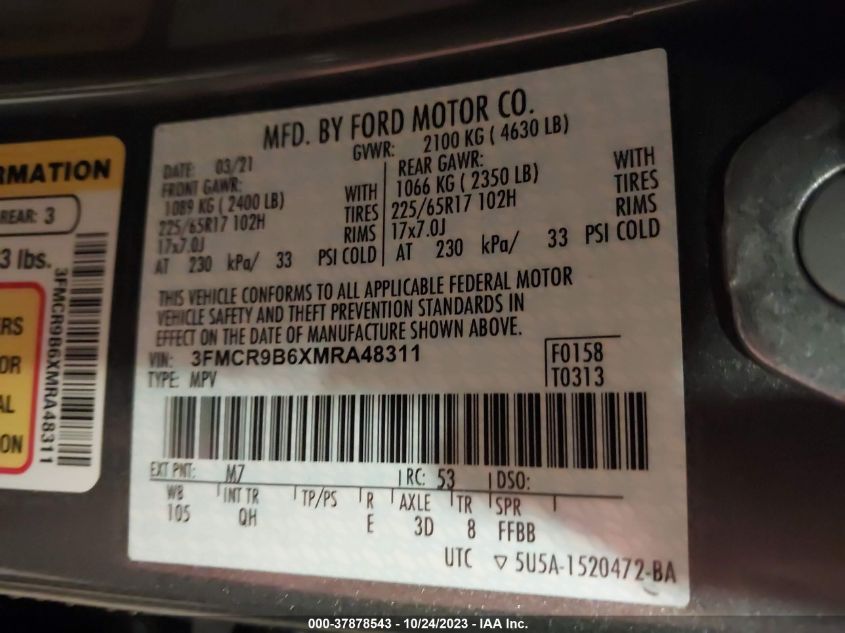 RMATION
REAR: 3
3 lbs.
3FMCR9B6XMRA48311
ERS
OR
AL
ON
MFD. BY FORD MOTOR CO.
DATE: 03/21 GVWR: 2100 KG ( 4630 LB)
FRONT GAWR: REAR GAWR:
1089 KG ( 2400 LB) WITH 1066 KG ( 2350 LB) WITH
225/65R17 102H TIRES 225/65R17 102H TIRES
17x7.0J RIMS 17x7.0J RIMS
AT 230 kPa/ 33 PSI COLD AT 230 kPa/ 33 PSI COLD
THIS VEHICLE CONFORMS TO ALL APPLICABLE FEDERAL MOTOR
VEHICLE SAFETY AND THEFT PREVENTION STANDARDS IN
EFFECT ON THE DATE OF MANUFACTURE SHOWN ABOVE.
VIN: 3FMCR9B6XMRA48311 F0158
TYPE: MPV T0313
EXT PNT: M7 RC: 53 DSO:
WB INT TR TP/PS R AXLE TR SPR
105 QH E 3D 8 FFBB
UTC ▽ 5U5A-1520472-BA
000-37878543 - 10/24/2023 - IAA Inc.